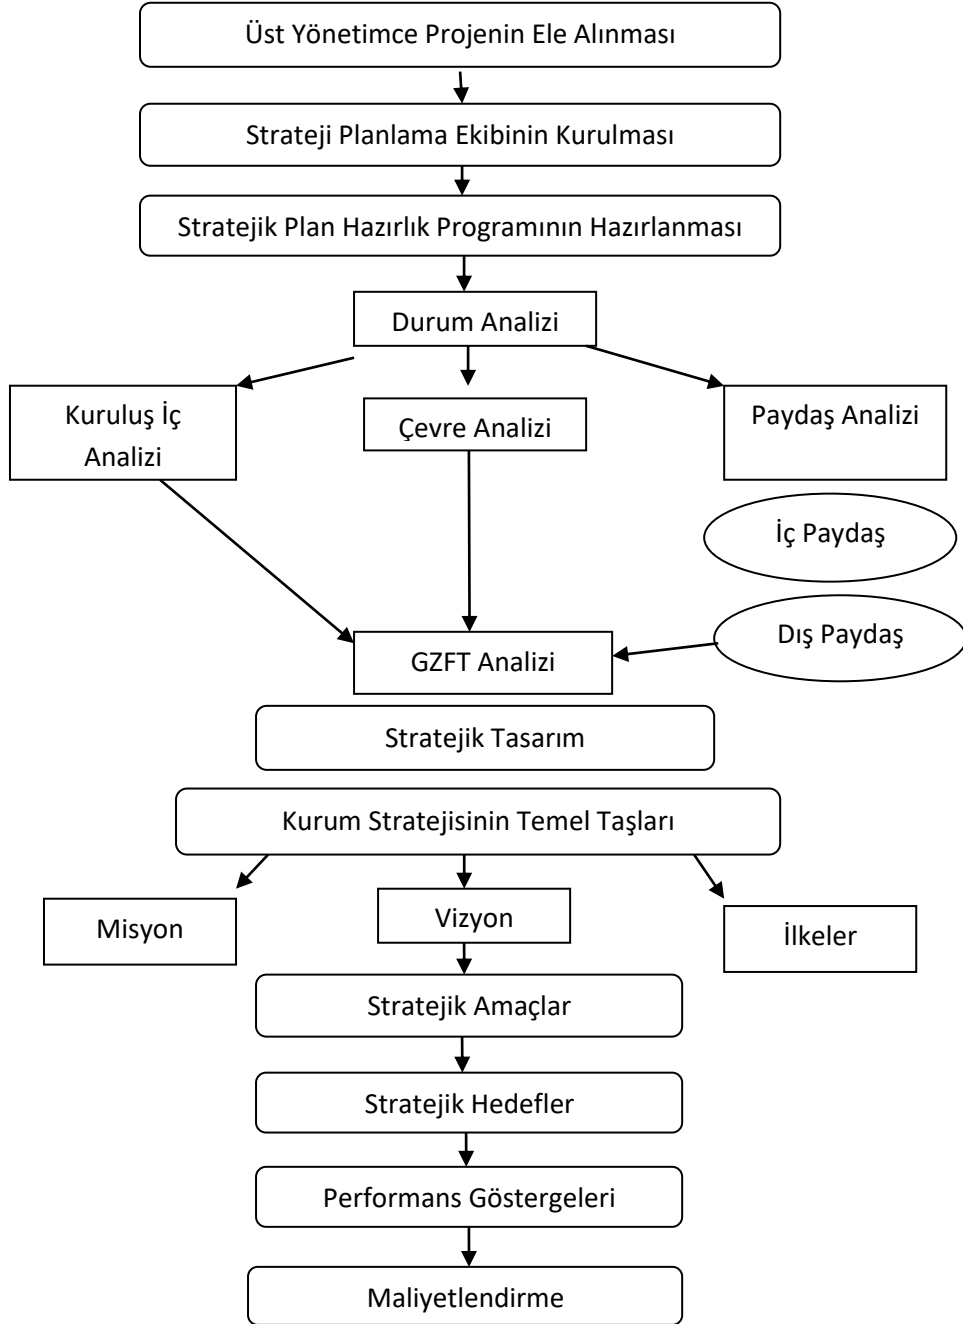 Üst Yönetimce Projenin Ele Alınması
Strateji Planlama Ekibinin Kurulması
Stratejik Plan Hazırlık Programının Hazırlanması
Durum Analizi
Kuruluş İç
Analizi
Çevre Analizi
Paydaş Analizi
İç Paydaş
Dış Paydaş
GZFT Analizi
Stratejik Tasarım
Kurum Stratejisinin Temel Taşları
Misyon
Vizyon
İlkeler
Stratejik Amaçlar
Stratejik Hedefler
Performans Göstergeleri
Maliyetlendirme